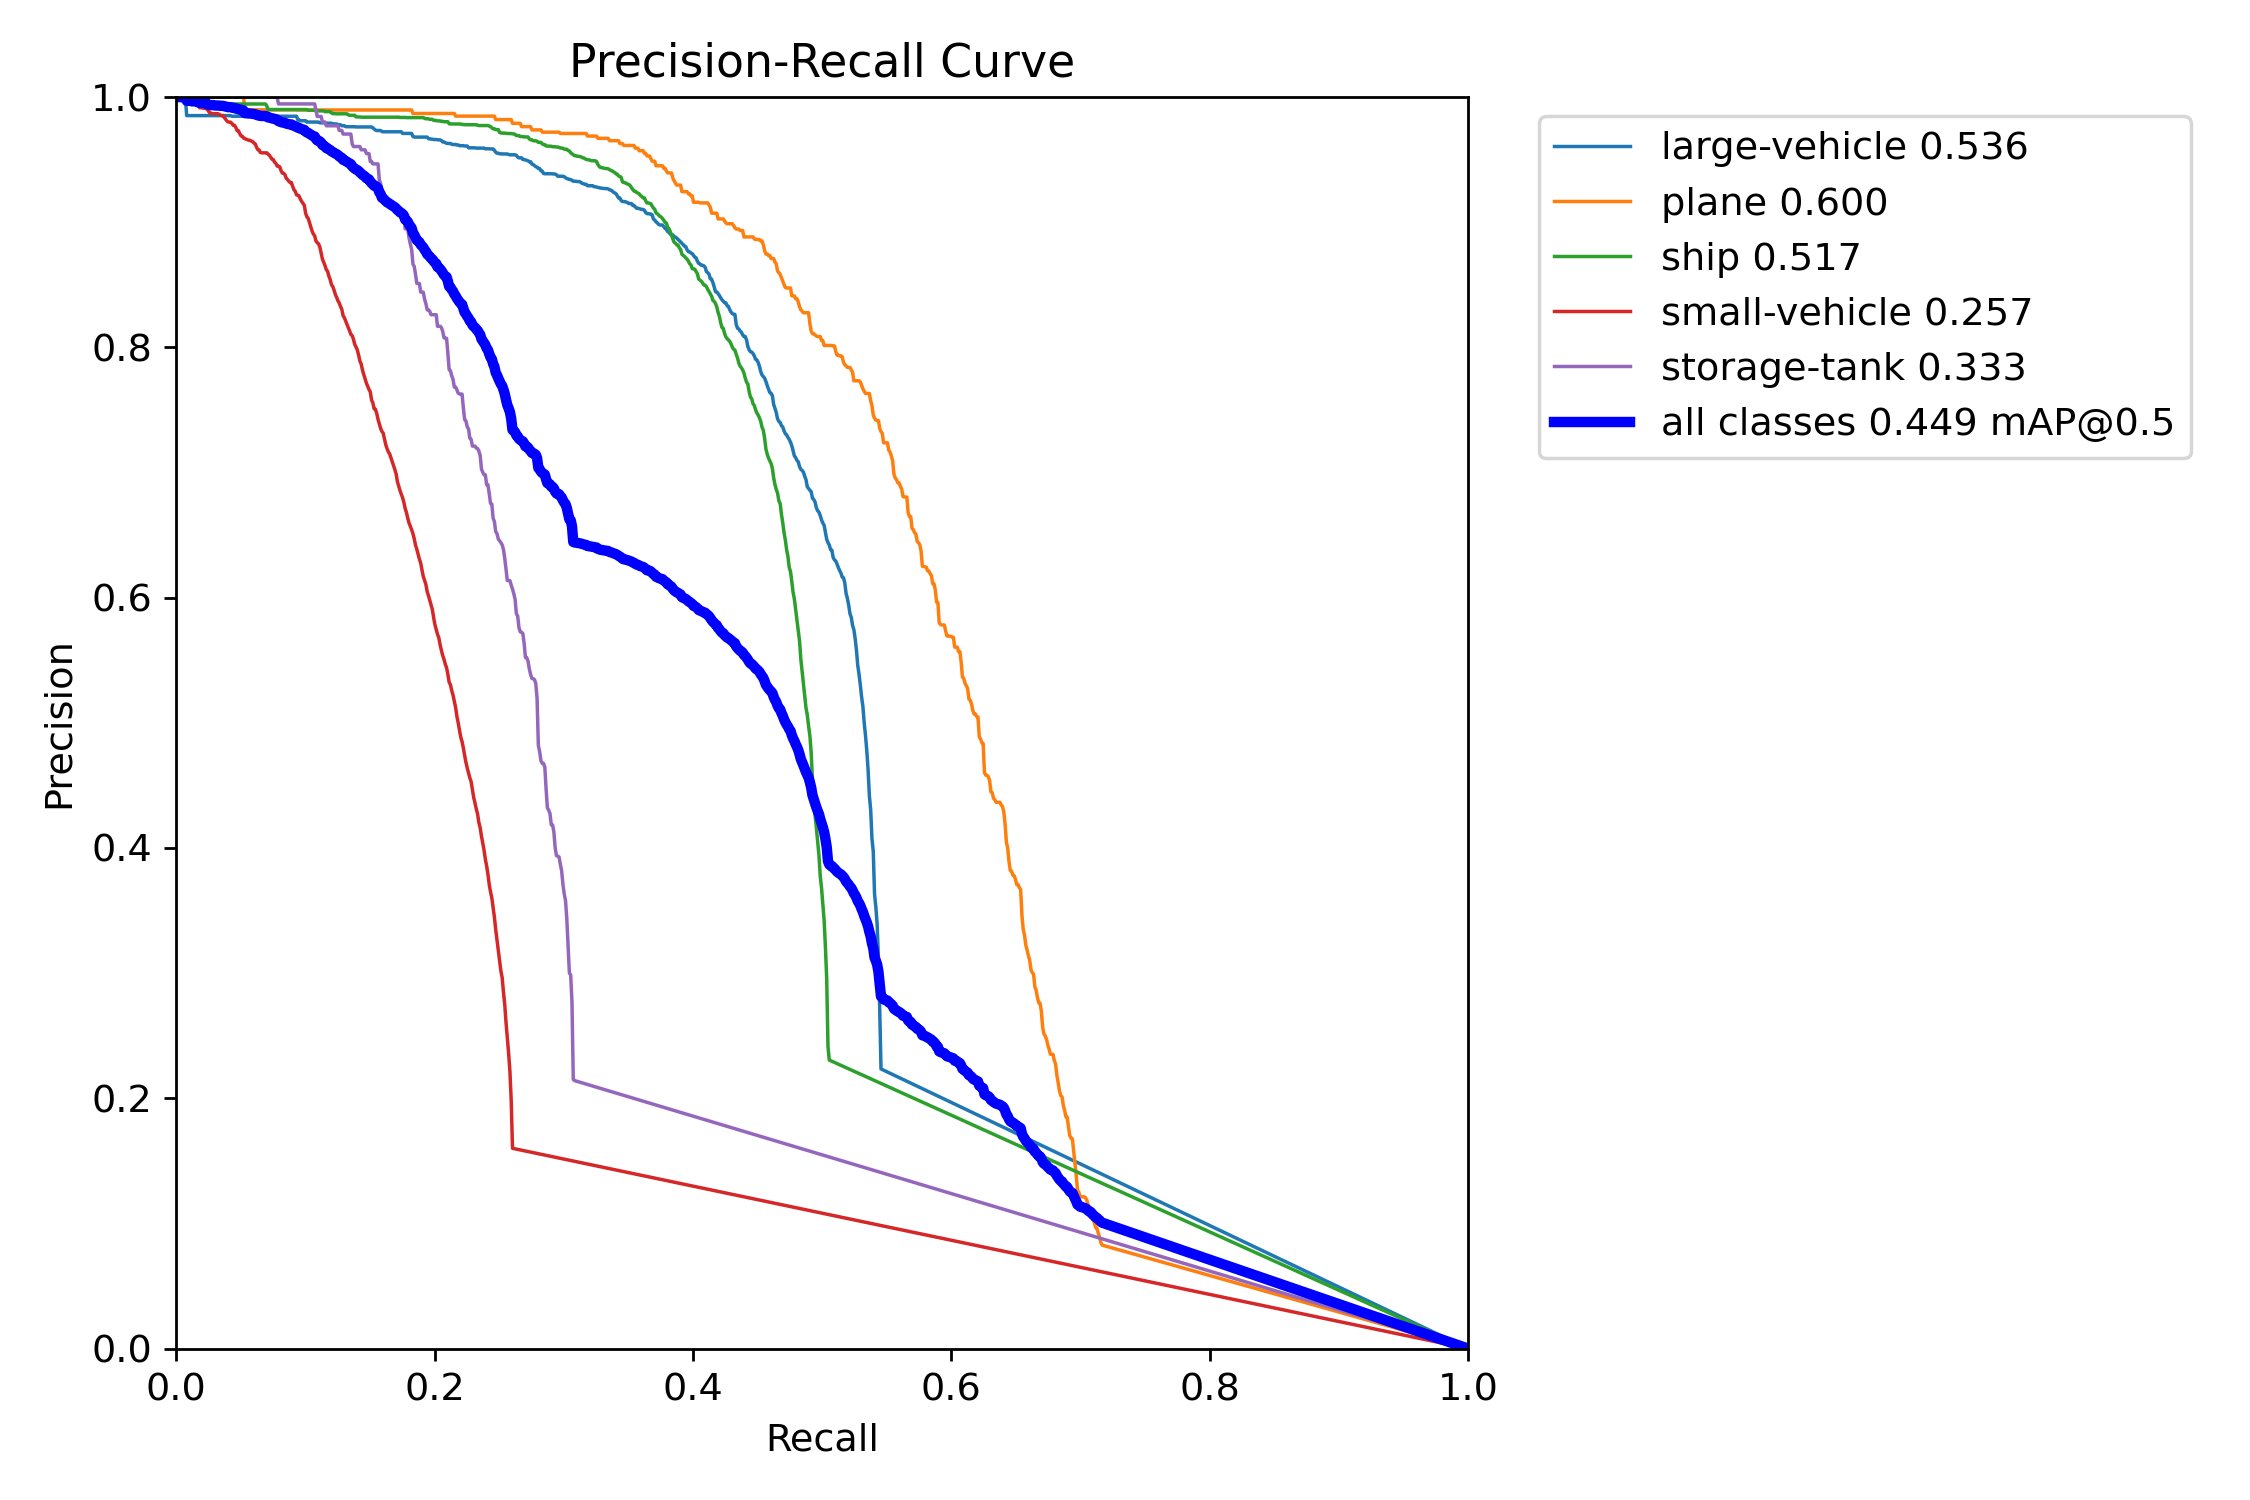 Precision-Recall Curve
large-vehicle 0.536
plane 0.600
ship 0.517
small-vehicle 0.257
storage-tank 0.333
all classes 0.449 mAP@0.5
Precision
1.0
0.8
0.6
0.4
0.2
0.0
0.0 0.2 0.4 0.6 0.8 1.0
Recall